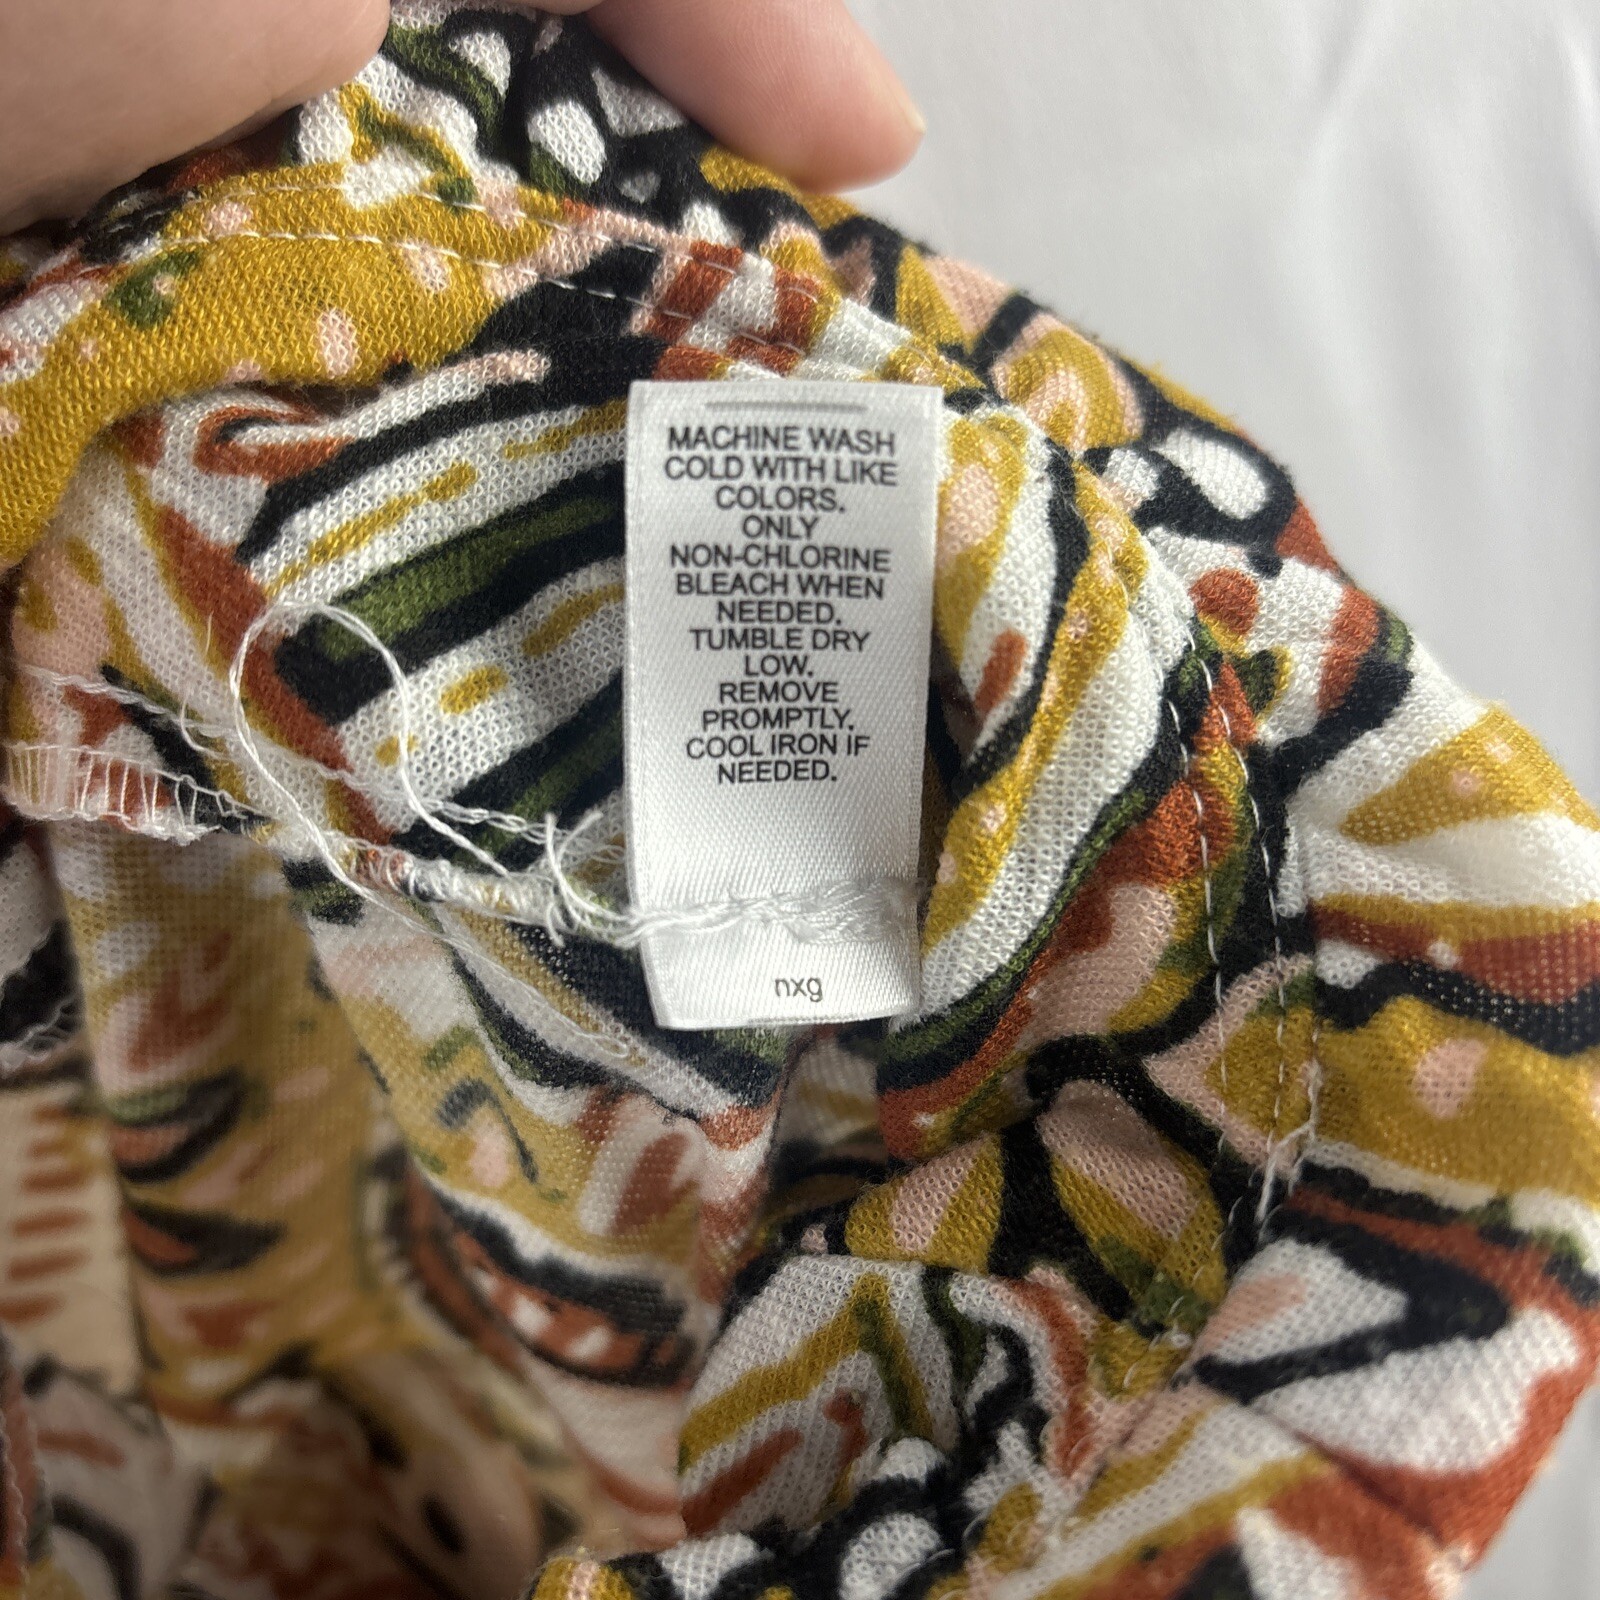 MACHINE WASH
COLD WITH LIKE
COLORS.
ONLY
NON-CHLORINE
BLEACH WHEN
NEEDED.
TUMBLE DRY
LOW.
REMOVE
PROMPTLY.
COOL IRON IF
NEEDED.
nxg